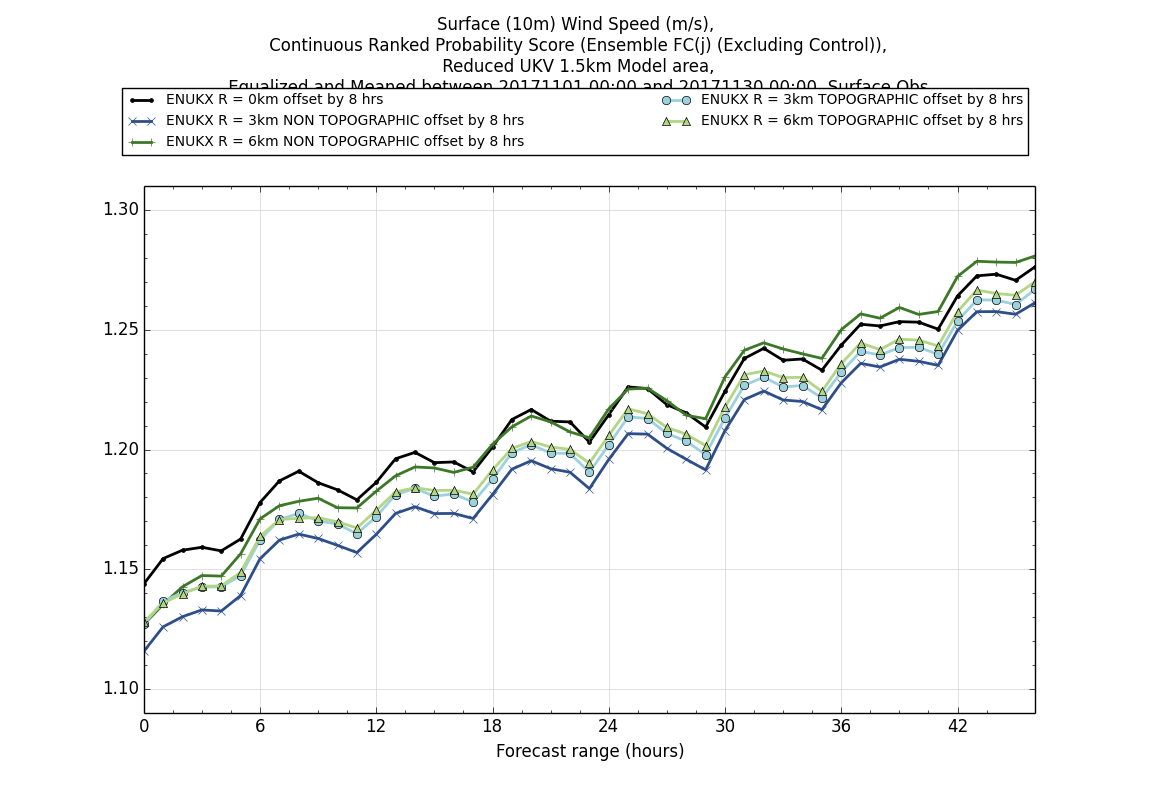 Surface (10m) Wind Speed (m/s),
Continuous Ranked Probability Score (Ensemble FC(j) (Excluding Control)),
Reduced UKV 1.5km Model area,
Equalized and Meaned between 20171101 00:00 and 20171130 00:00, Surface Obs
ENUKX R = 0km offset by 8 hrs
ENUKX R = 3km NON TOPOGRAPHIC offset by 8 hrs
ENUKX R = 6km NON TOPOGRAPHIC offset by 8 hrs
ENUKX R = 3km TOPOGRAPHIC offset by 8 hrs
ENUKX R = 6km TOPOGRAPHIC offset by 8 hrs
1.30
1.25
1.20
1.15
1.10
0 6 12 18 24 30 36 42
Forecast range (hours)